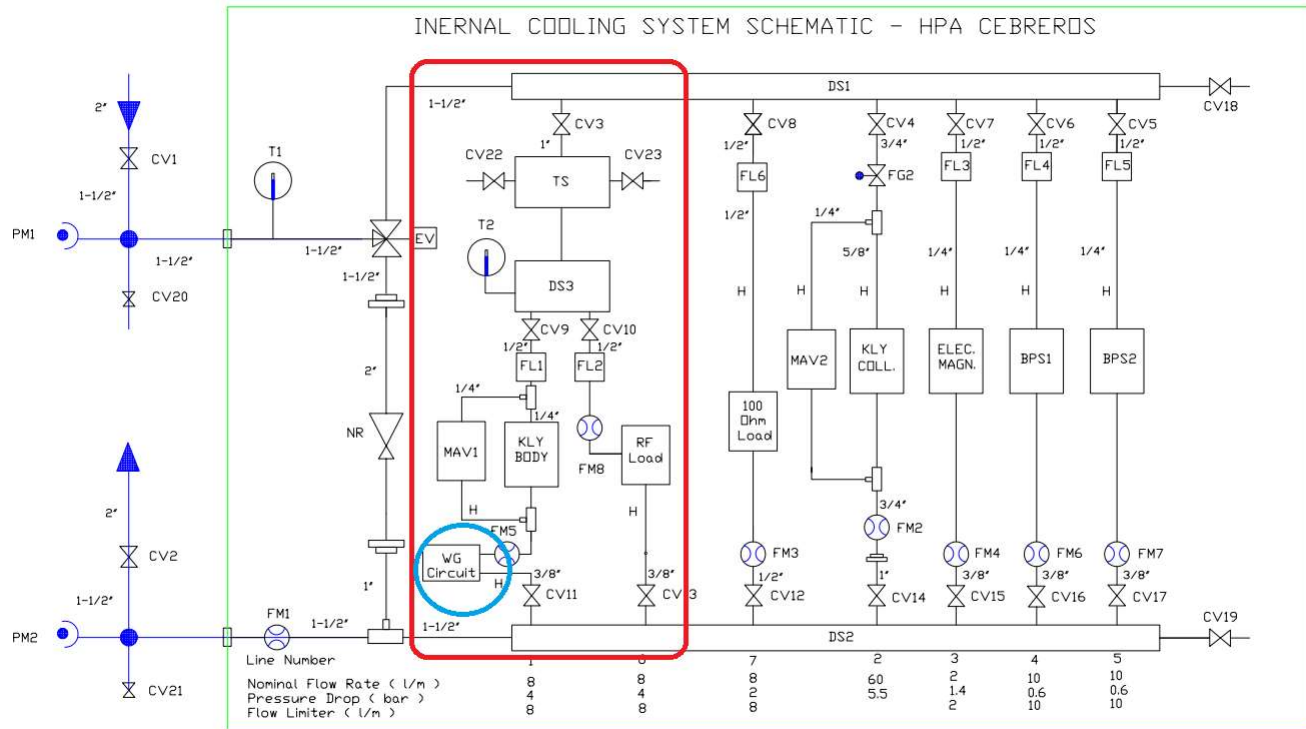 INERNAL COOLING SYSTEM SCHEMATIC - HPA CEBREROS
DS1
CV18
1-1/2"
2"
CV1
1-1/2"
PM1
1-1/2"
CV20
T1
1-1/2"
EV
1-1/2"
2"
NR
1"
CV3
1"
CV22
CV23
TS
T2
DS3
CV9
CV10
1/2"
1/2"
FL1
FL2
1/4"
1/4"
MAV1
KLY
BODY
FM8
RF
Load
H
H
FM5
WG
Circuit
H
3/8"
CV11
3/8"
CV8
1/2"
FL6
1/2"
H
100
Ohm
Load
FM3
1/2"
CV12
CV4
3/4"
FG2
1/4"
5/8"
H
MAV2
KLY
COLL.
3/4"
FM2
1"
CV14
CV7
1/2"
FL3
1/4"
H
ELEC.
MAGN.
FM4
3/8"
CV15
CV6
1/2"
FL4
1/4"
H
BPS1
FM6
3/8"
CV16
CV5
1/2"
FL5
1/4"
H
BPS2
FM7
3/8"
CV17
2"
CV2
1-1/2"
PM2
CV21
FM1
1-1/2"
1-1/2"
DS2
CV19
Line Number 7 2 3 4 5
Nominal Flow Rate ( l/m ) 8 8 8 60 2 10 10
Pressure Drop ( bar ) 4 4 2 5.5 1.4 0.6 0.6
Flow Limiter ( l/m ) 8 8 8 2 10 10